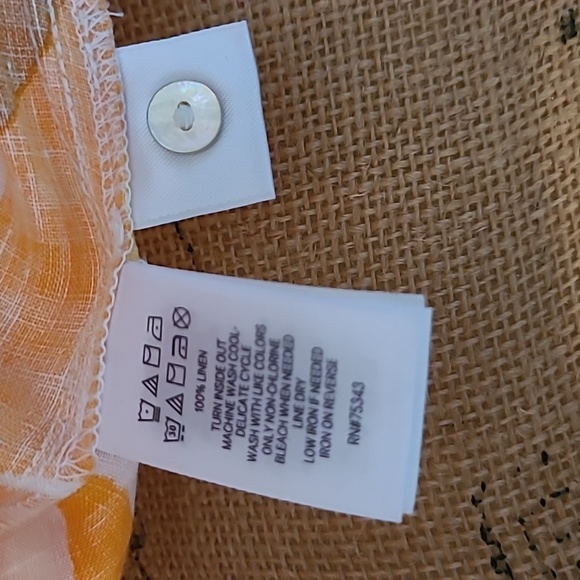 30
100% LINEN
TURN INSIDE OUT
MACHINE WASH COOL-
DELICATE CYCLE
WASH WITH LIKE COLORS
ONLY NON-CHLORINE
BLEACH WHEN NEEDED
LINE DRY
LOW IRON IF NEEDED
IRON ON REVERSE
RN#75343